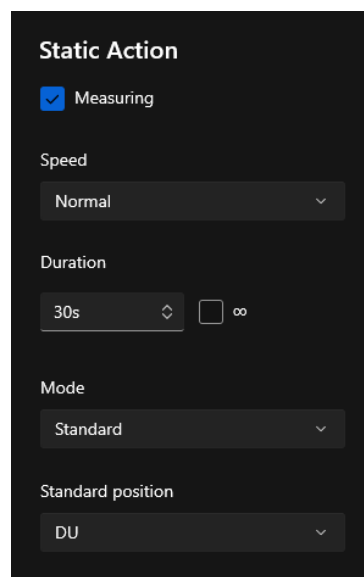 Static Action
Measuring
Speed
Normal
Duration
30s ∞
Mode
Standard
Standard position
DU